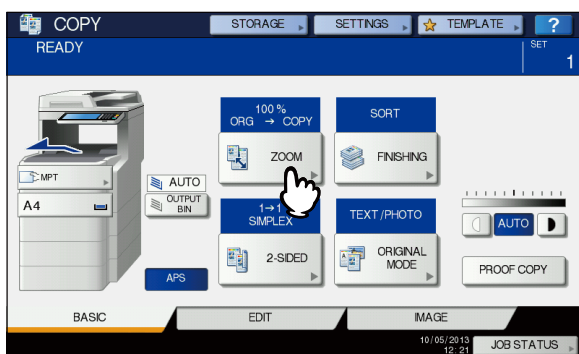 COPY
STORAGE
SETTINGS
TEMPLATE
?
READY
SET
1
100 %
ORG → COPY
SORT
ZOOM
FINISHING
MPT
AUTO
A4
OUTPUT
BIN
1→1
SIMPLEX
TEXT/PHOTO
AUTO
2-SIDED
ORIGINAL
MODE
APS
PROOF COPY
BASIC
EDIT
IMAGE
10/05/2013
12:21
JOB STATUS